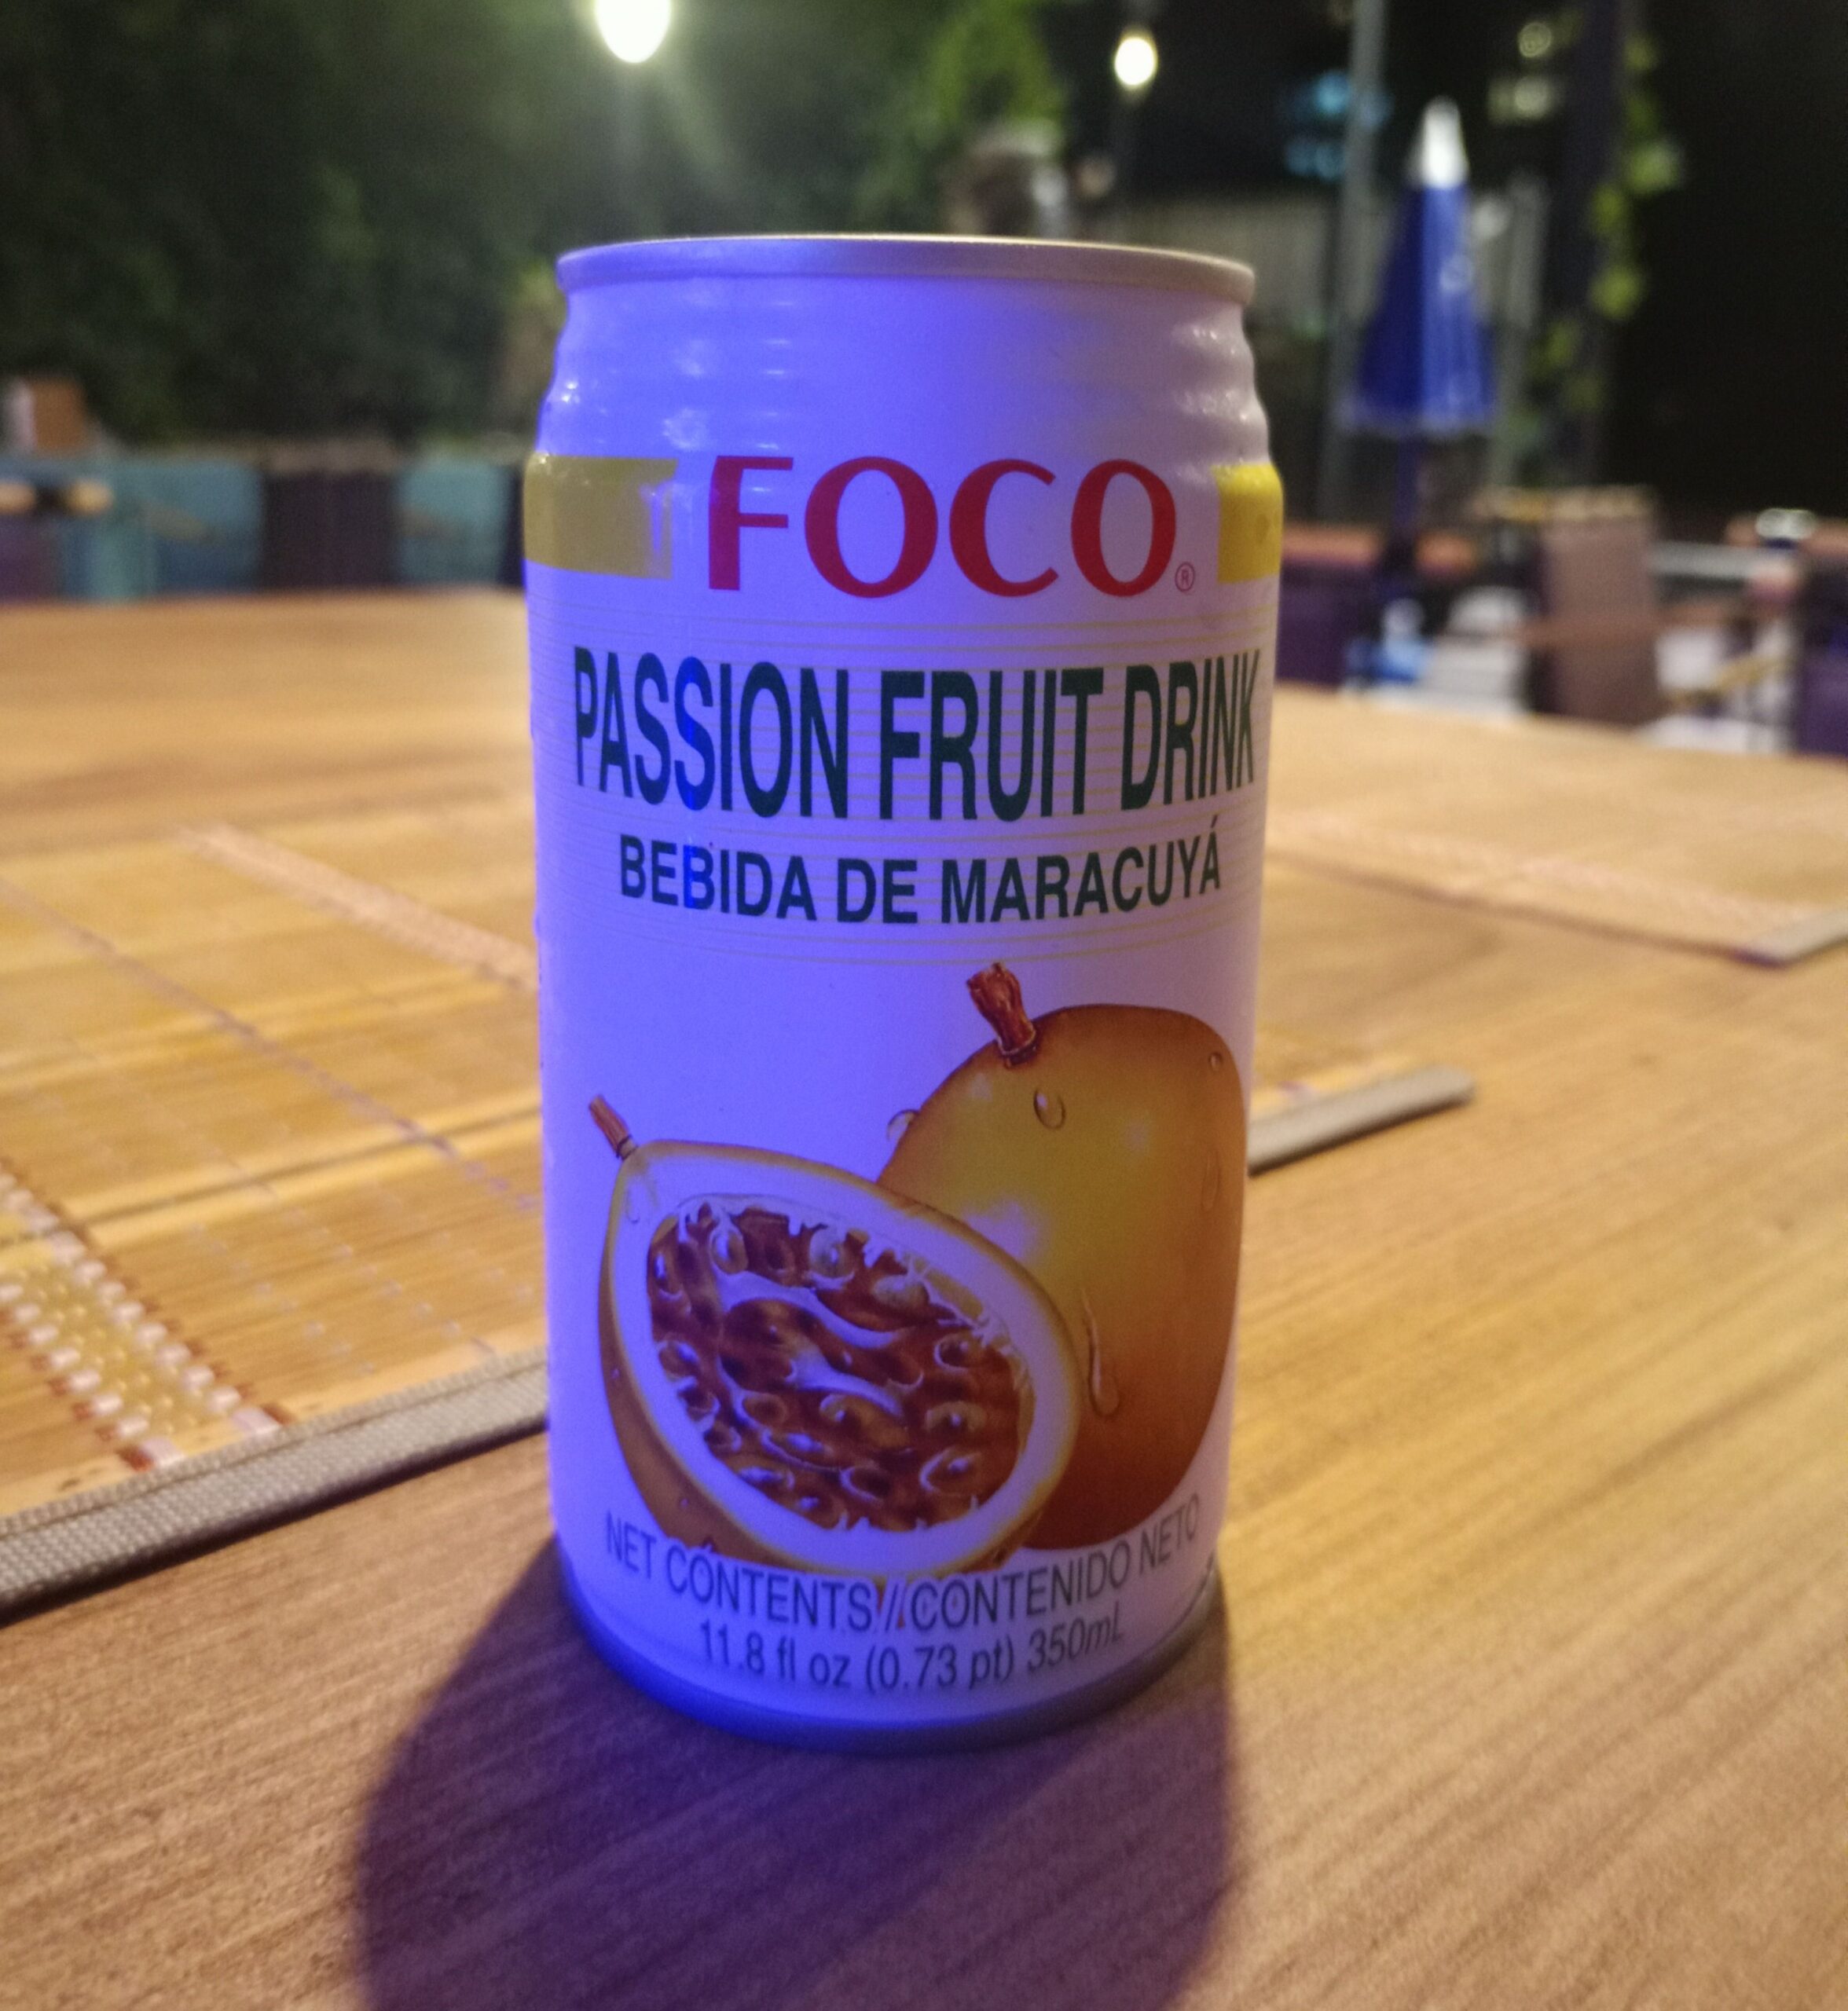 FOCO®
PASSION FRUIT DRINK
BEBIDA DE MARACUYÁ
NET CONTENTS // CONTENIDO NETO
11.8 fl oz (0.73 pt) 350mL